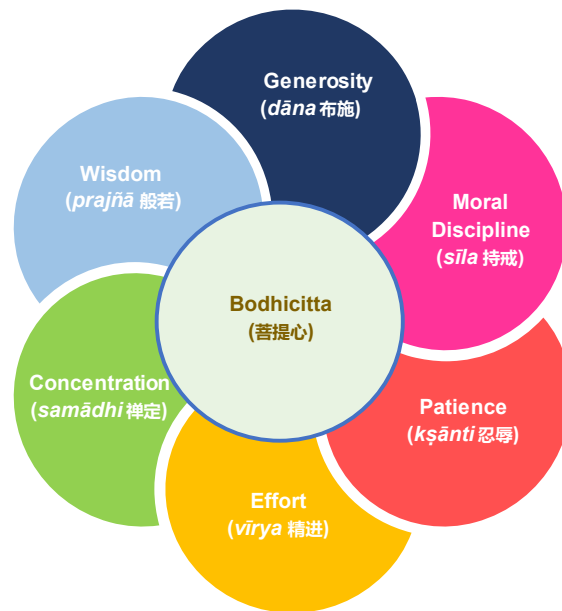 Generosity
(dāna 布施)
Moral
Discipline
(sīla 持戒)
Patience
(kṣānti 忍辱)
Effort
(vīrya 精进)
Concentration
(samādhi 禅定)
Wisdom
(prajñā 般若)
Bodhicitta
(菩提心)